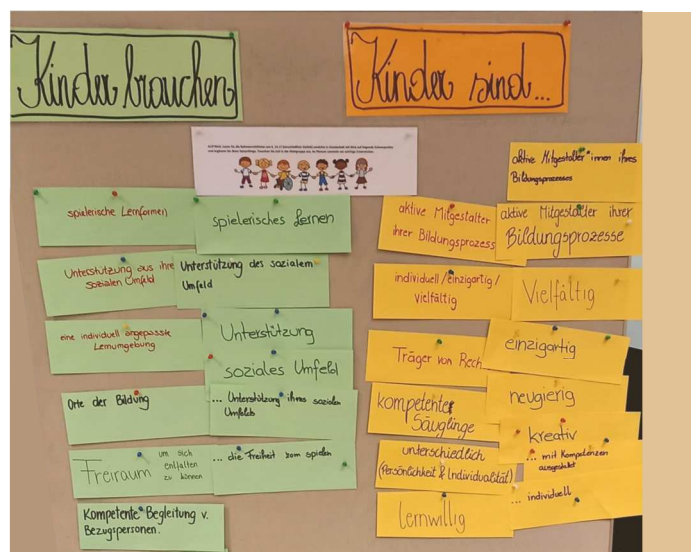 Kinder brauchen
Kinder sind...
spielerische Lernformen
spielerisches Lernen
Unterstützung aus ihre
sozialen Umfeld
Unterstützung des sozialem
Umfeld
eine individuell angepasste
Lernumgebung
Unterstützung
soziales Umfeld
Orte der Bildung
... Unterstützung ihres sozialen
Umfelds
Freiraum um sich
entfalten
zu können
... die Freiheit zum spielen
Kompetente Begleitung v.
Bezugspersonen.
aktive Mitgestalter innen ihres
Bildungsprozesses
aktive Mitgestalter
ihrer Bildungsprozess
aktive Mitgestalter ihrer
Bildungsprozesse
individuell/einzigartig/
vielfältig
Vielfältig
Träger von Rech
einzigartig
kompetente
Säuglinge
neugierig
kreativ
unterschiedlich
(Persönlichkeit & Individualität)
... mit Kompetenzen
ausgestattet
Lernwillig
... individuell